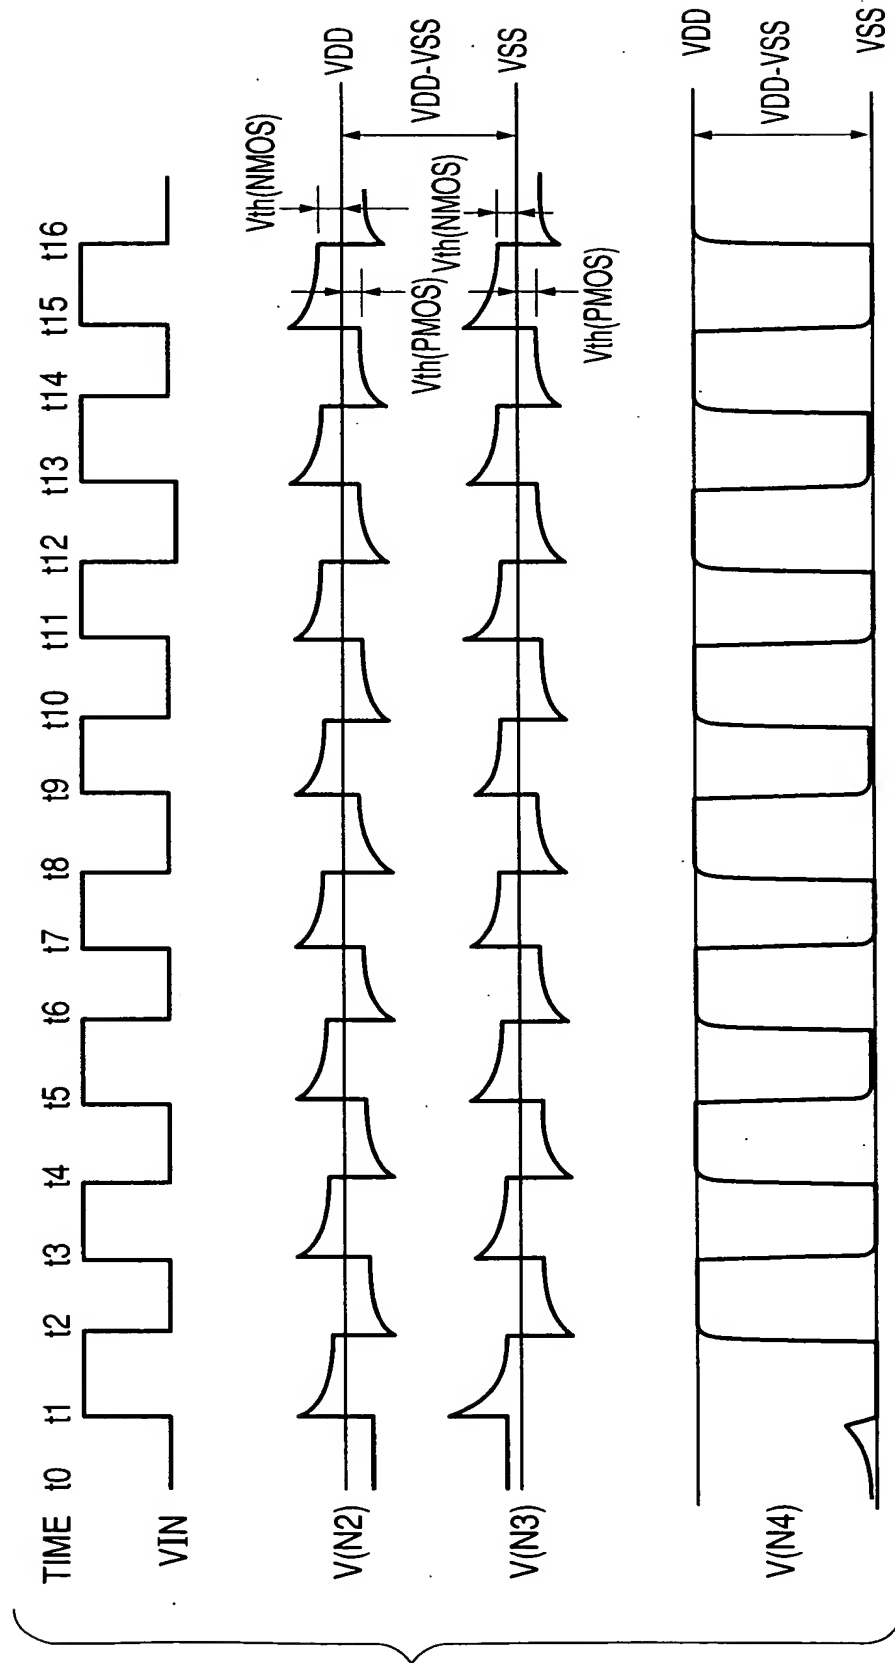 TIME t0 t1 t2 t3 t4 t5 t6 t7 t8 t9 t10 t11 t12 t13 t14 t15 t16
VIN
V(N2)
Vth(NMOS)
VDD
Vth(PMOS)
VDD-VSS
V(N3)
Vth(NMOS)
VSS
Vth(PMOS)
V(N4)
VDD
VDD-VSS
VSS